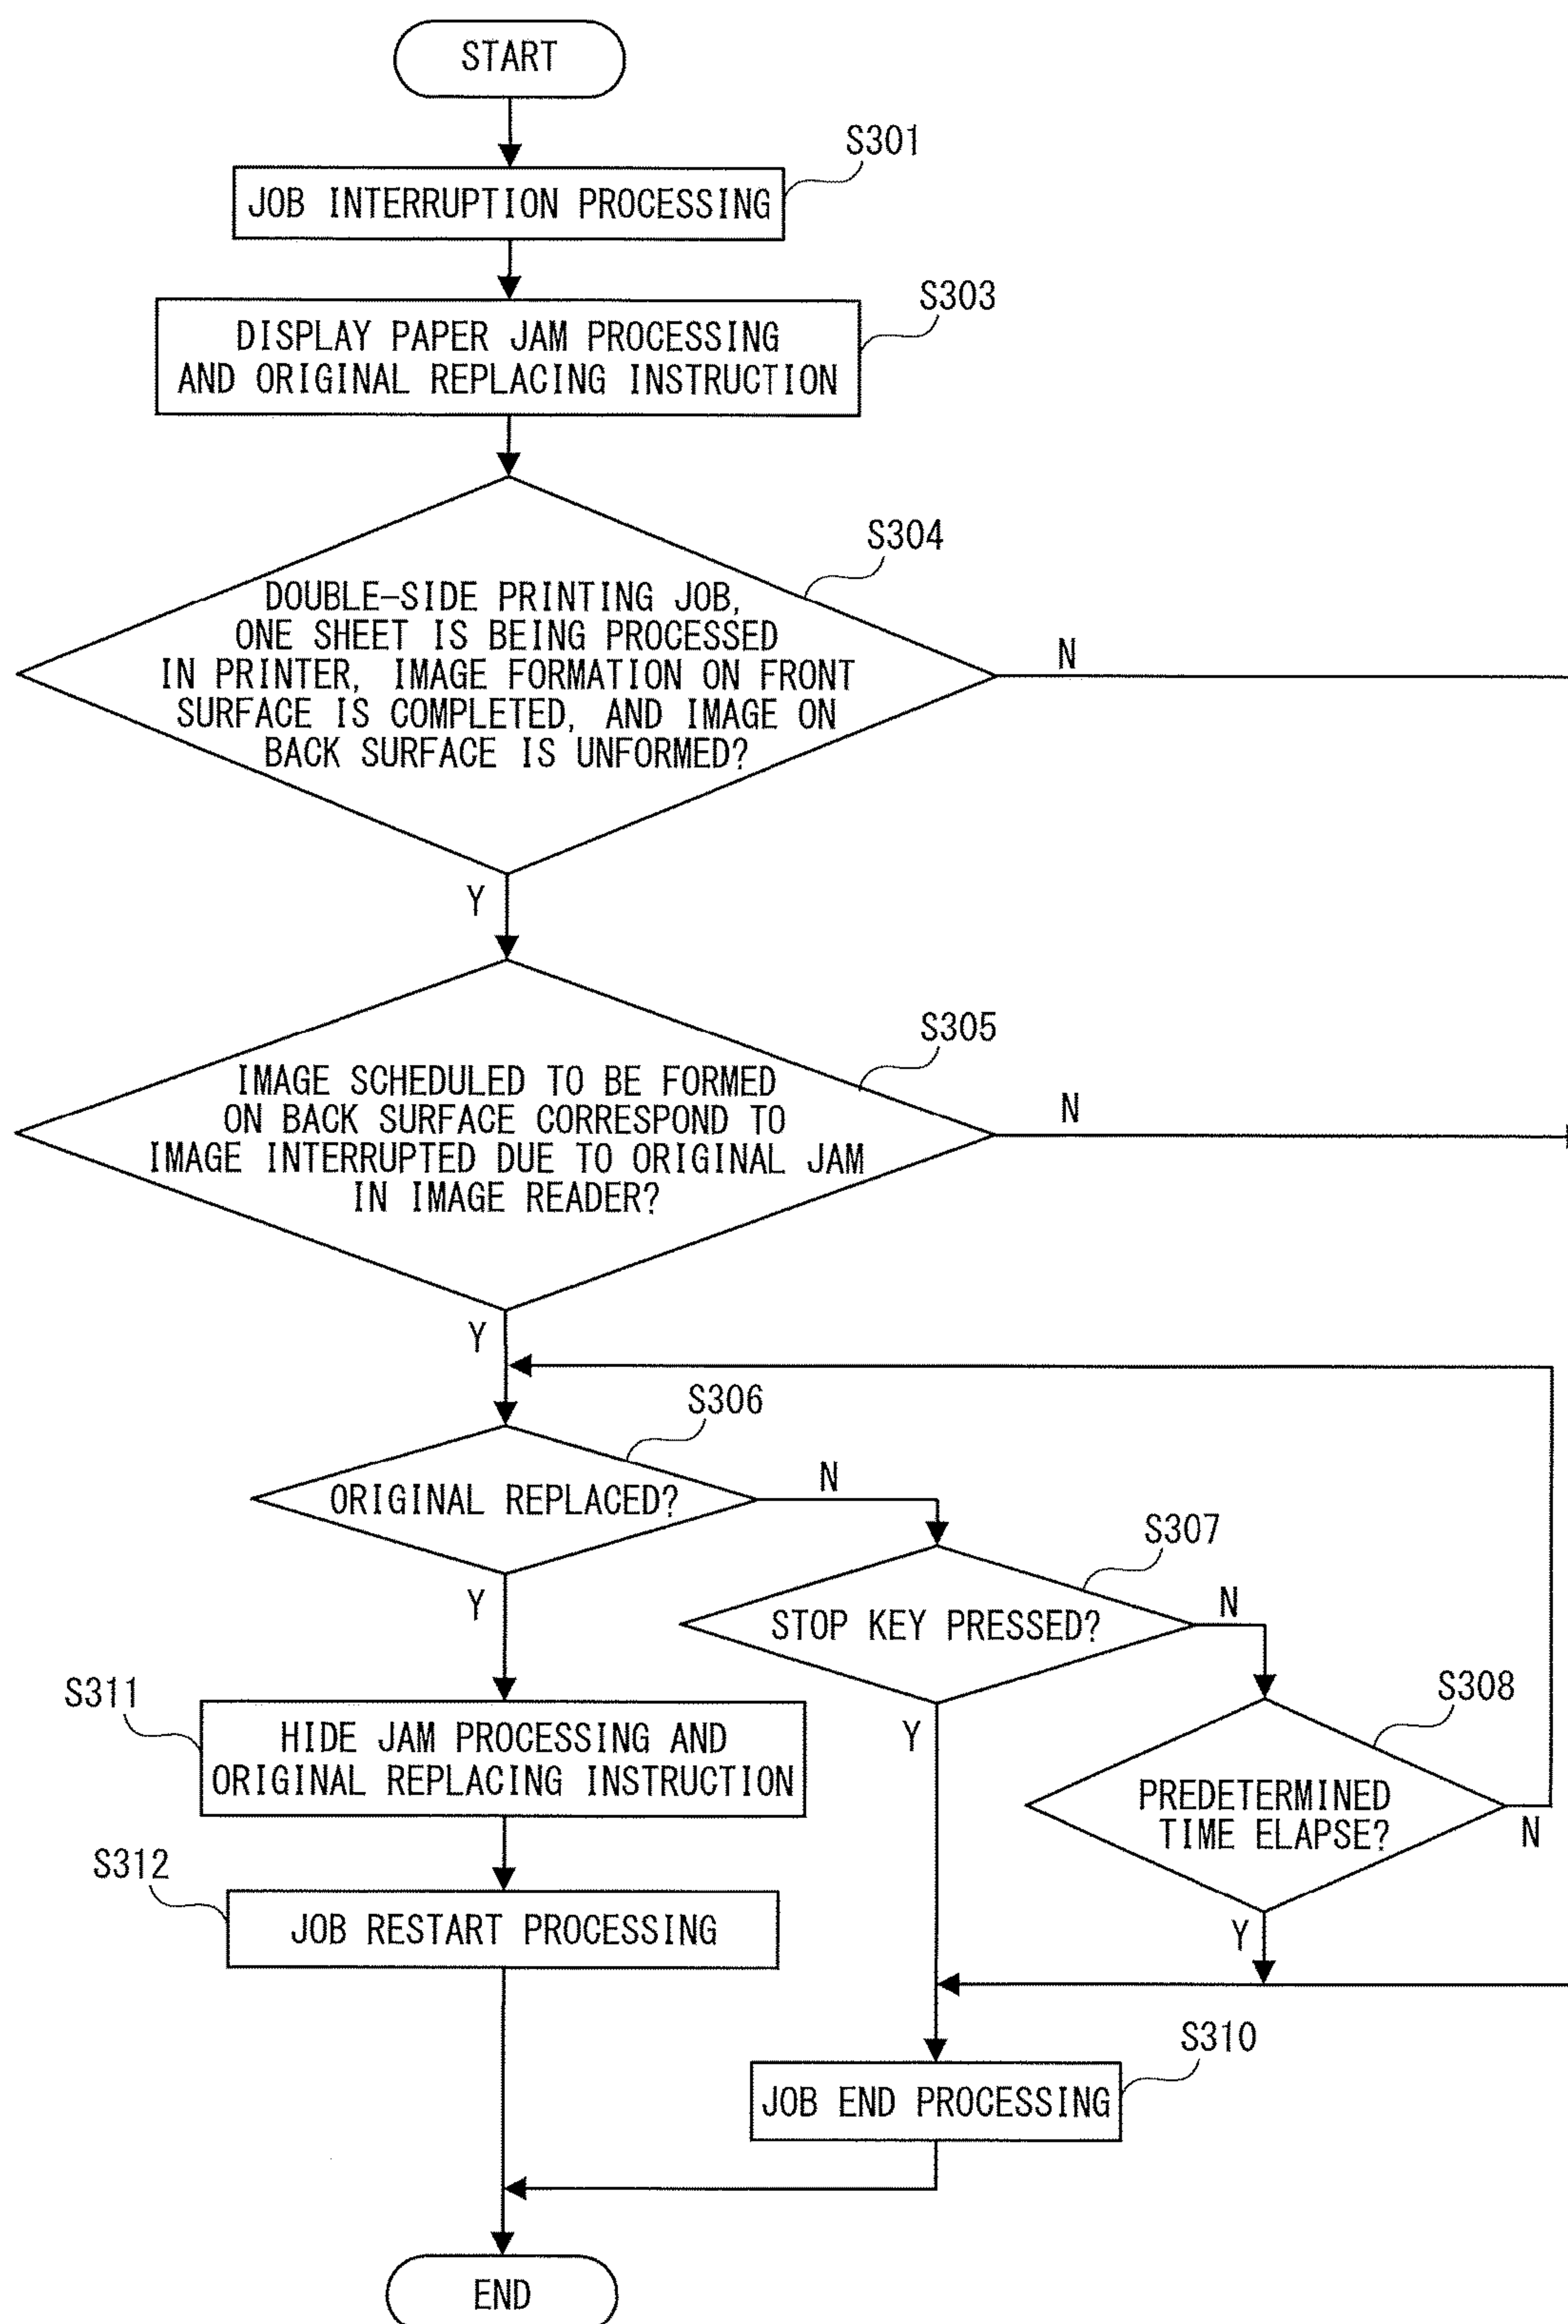 START
S301
JOB INTERRUPTION PROCESSING
S303
DISPLAY PAPER JAM PROCESSING
AND ORIGINAL REPLACING INSTRUCTION
S304
DOUBLE-SIDE PRINTING JOB,
ONE SHEET IS BEING PROCESSED
IN PRINTER, IMAGE FORMATION ON FRONT
SURFACE IS COMPLETED, AND IMAGE ON
BACK SURFACE IS UNFORMED?
N
Y
S305
IMAGE SCHEDULED TO BE FORMED
ON BACK SURFACE CORRESPOND TO
IMAGE INTERRUPTED DUE TO ORIGINAL JAM
IN IMAGE READER?
N
Y
S306
ORIGINAL REPLACED?
N
Y
S307
STOP KEY PRESSED?
N
Y
S308
PREDETERMINED
TIME ELAPSE?
N
Y
S311
HIDE JAM PROCESSING AND
ORIGINAL REPLACING INSTRUCTION
S312
JOB RESTART PROCESSING
S310
JOB END PROCESSING
END